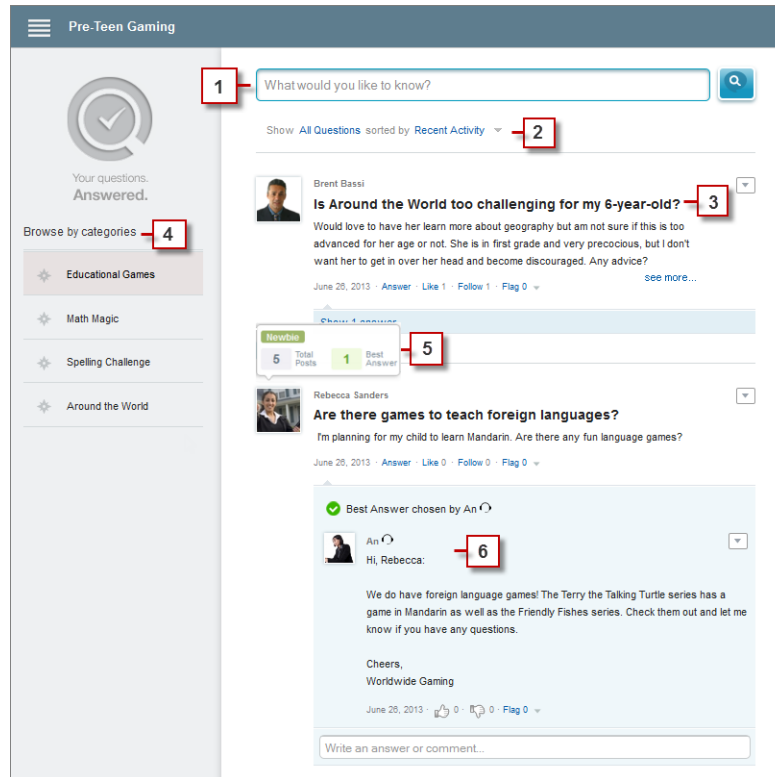 Pre-Teen Gaming
1
What would you like to know?
Show All Questions sorted by Recent Activity
2
Your questions.
Answered.
Browse by categories
4
Educational Games
Math Magic
Spelling Challenge
Around the World
Brent Bassi
Is Around the World too challenging for my 6-year-old?
3
Would love to have her learn more about geography but am not sure if this is too
advanced for her age or not. She is in first grade and very precocious, but I don't
want her to get in over her head and become discouraged. Any advice?
see more...
June 26, 2013 · Answer · Like 1 · Follow 1 · Flag 0
Show 1 answer
Newbie
5 Total Posts 1 Best Answer
5
Rebecca Sanders
Are there games to teach foreign languages?
I'm planning for my child to learn Mandarin. Are there any fun language games?
June 26, 2013 · Answer · Like 0 · Follow 0 · Flag 0
Best Answer chosen by An
An
6
Hi, Rebecca:
We do have foreign language games! The Terry the Talking Turtle series has a
game in Mandarin as well as the Friendly Fishes series. Check them out and let me
know if you have any questions.
Cheers,
Worldwide Gaming
June 26, 2013 · 0 · 0 · Flag 0
Write an answer or comment...